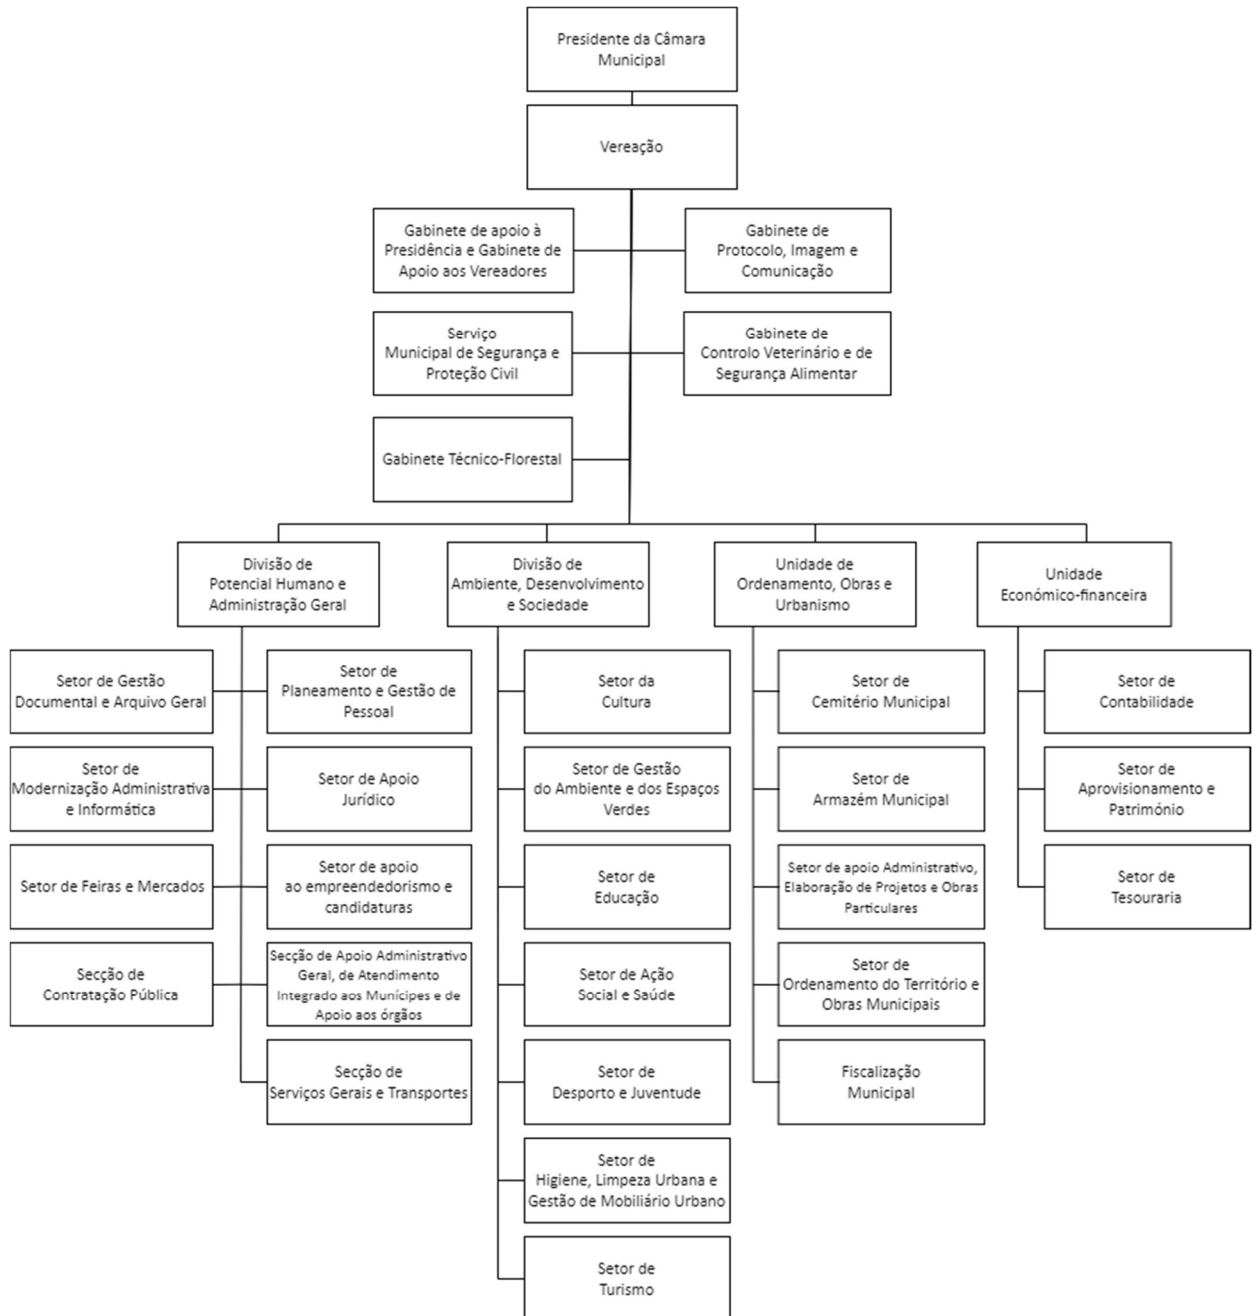 Presidente da Câmara
Municipal
Vereação
Gabinete de apoio à
Presidência e Gabinete de
Apoio aos Vereadores
Gabinete de
Protocolo, Imagem e
Comunicação
Serviço
Municipal de Segurança e
Proteção Civil
Gabinete de
Controlo Veterinário e de
Segurança Alimentar
Gabinete Técnico-Florestal
Divisão de
Potencial Humano e
Administração Geral
Divisão de
Ambiente, Desenvolvimento
e Sociedade
Unidade de
Ordenamento, Obras e
Urbanismo
Unidade
Económico-financeira
Setor de Gestão
Documental e Arquivo Geral
Setor de
Planeamento e Gestão de
Pessoal
Setor da
Cultura
Setor de
Cemitério Municipal
Setor de
Contabilidade
Setor de
Modernização Administrativa
e Informática
Setor de Apoio
Jurídico
Setor de Gestão
do Ambiente e dos Espaços
Verdes
Setor de
Armazém Municipal
Setor de
Aprovisionamento e
Património
Setor de Feiras e Mercados
Setor de apoio
ao empreendedorismo e
candidaturas
Setor de
Educação
Setor de apoio Administrativo,
Elaboração de Projetos e Obras
Particulares
Setor de
Tesouraria
Secção de
Contratação Pública
Secção de Apoio Administrativo
Geral, de Atendimento
Integrado aos Munícipes e de
Apoio aos órgãos
Setor de Ação
Social e Saúde
Setor de
Ordenamento do Território e
Obras Municipais
Secção de
Serviços Gerais e Transportes
Setor de
Desporto e Juventude
Fiscalização
Municipal
Setor de
Higiene, Limpeza Urbana e
Gestão de Mobiliário Urbano
Setor de
Turismo